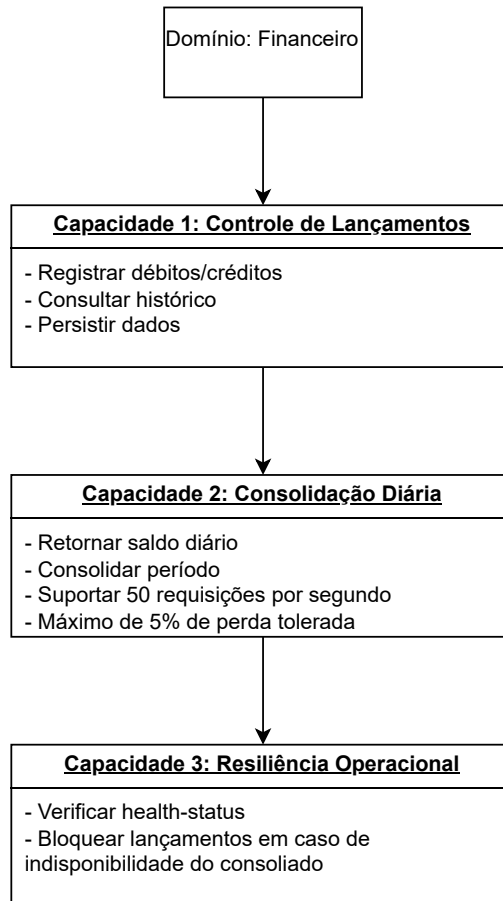 Domínio: Financeiro
Capacidade 1: Controle de Lançamentos
- Registrar débitos/créditos
- Consultar histórico
- Persistir dados
Capacidade 2: Consolidação Diária
- Retornar saldo diário
- Consolidar período
- Suportar 50 requisições por segundo
- Máximo de 5% de perda tolerada
Capacidade 3: Resiliência Operacional
- Verificar health-status
- Bloquear lançamentos em caso de
indisponibilidade do consoliado